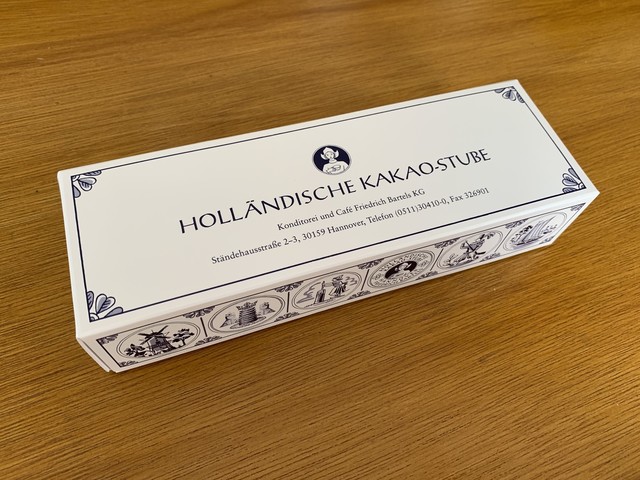 HOLLÄNDISCHE KAKAO-STUBE
Konditorei und Café Friedrich Bartels KG
Ständehausstraße 2–3, 30159 Hannover, Telefon (0511)30410-0, Fax 326901